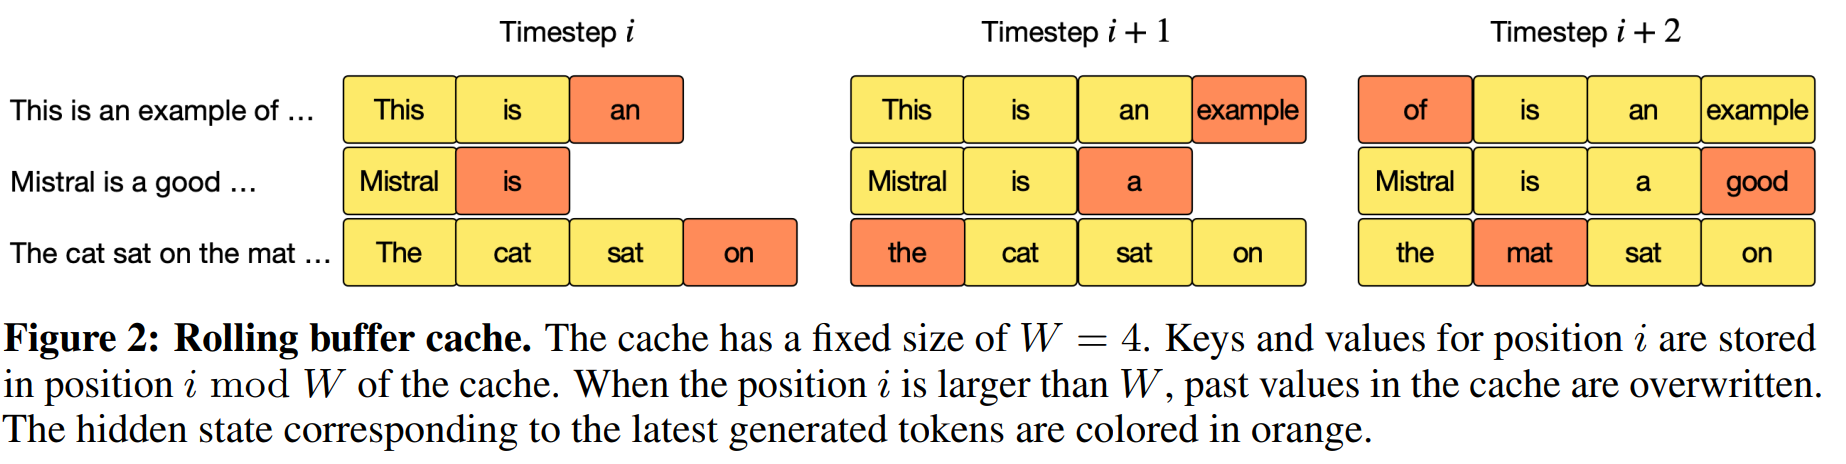 Timestep i Timestep i + 1 Timestep i + 2
This is an example of ... This is an This is an example of is an example
Mistral is a good ... Mistral is Mistral is a Mistral is a good
The cat sat on the mat ... The cat sat on the cat sat on the mat sat on
Figure 2: Rolling buffer cache. The cache has a fixed size of W = 4. Keys and values for position i are stored
in position i mod W of the cache. When the position i is larger than W, past values in the cache are overwritten.
The hidden state corresponding to the latest generated tokens are colored in orange.